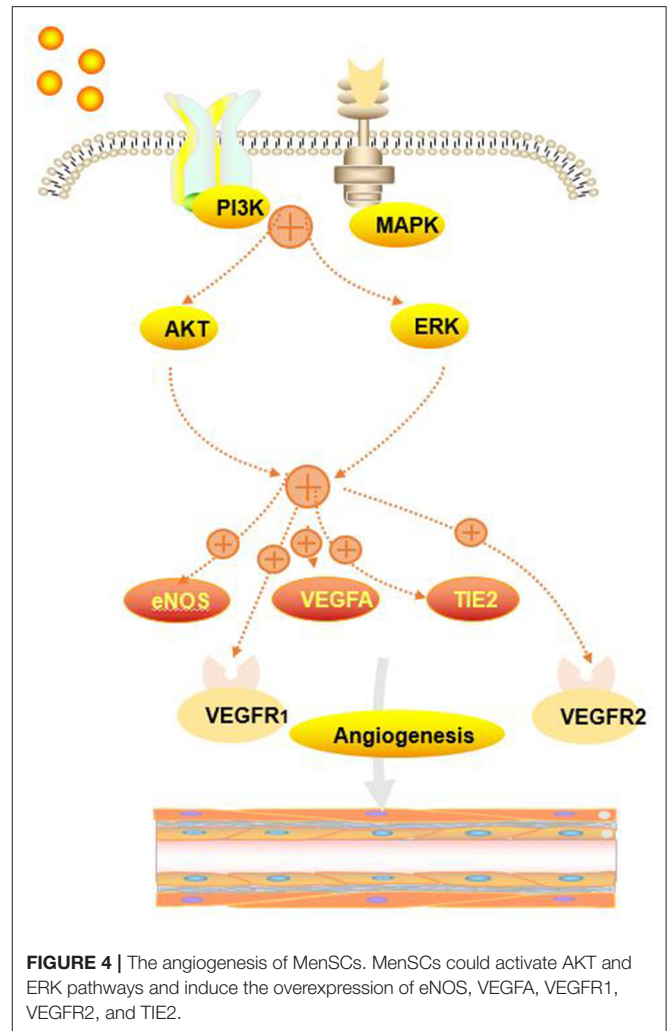 PI3K
MAPK
AKT
ERK
eNOS
VEGFA
TIE2
VEGFR1
VEGFR2
Angiogenesis
FIGURE 4 | The angiogenesis of MenSCs. MenSCs could activate AKT and
ERK pathways and induce the overexpression of eNOS, VEGFA, VEGFR1,
VEGFR2, and TIE2.